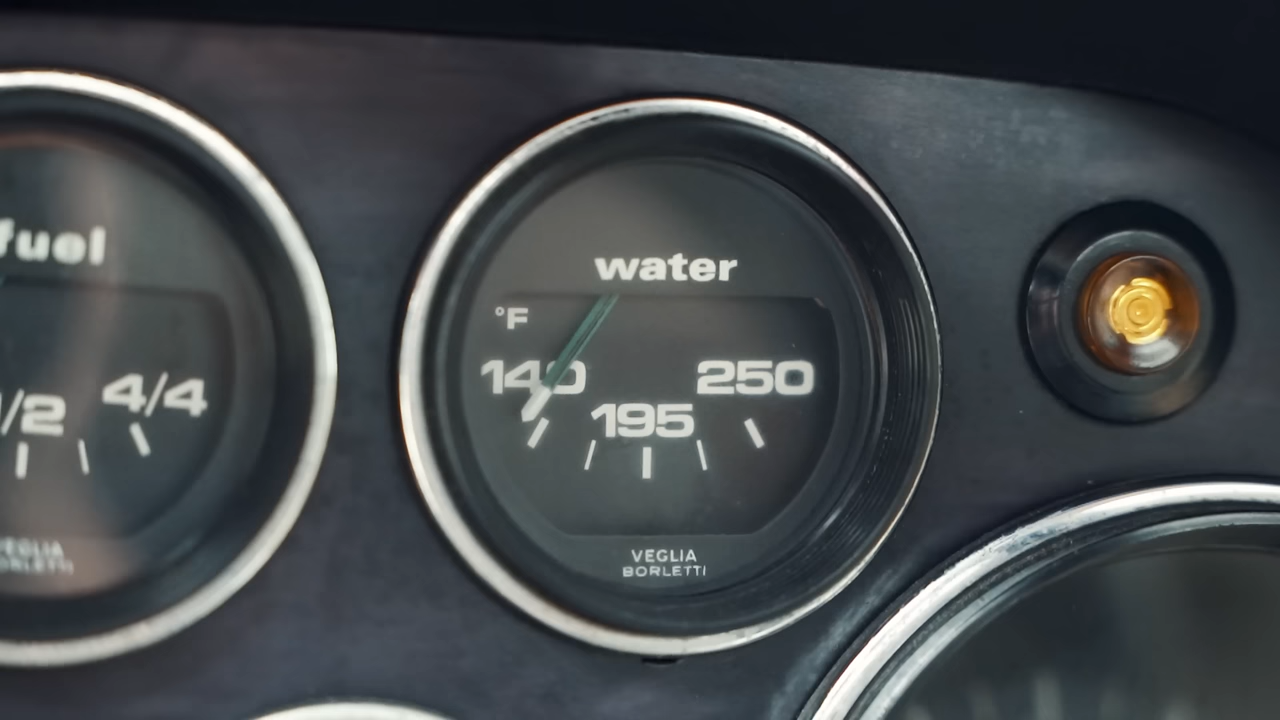 fuel
1/2
4/4
VEGLIA
BORLETTI
water
°F
140
195
250
VEGLIA
BORLETTI